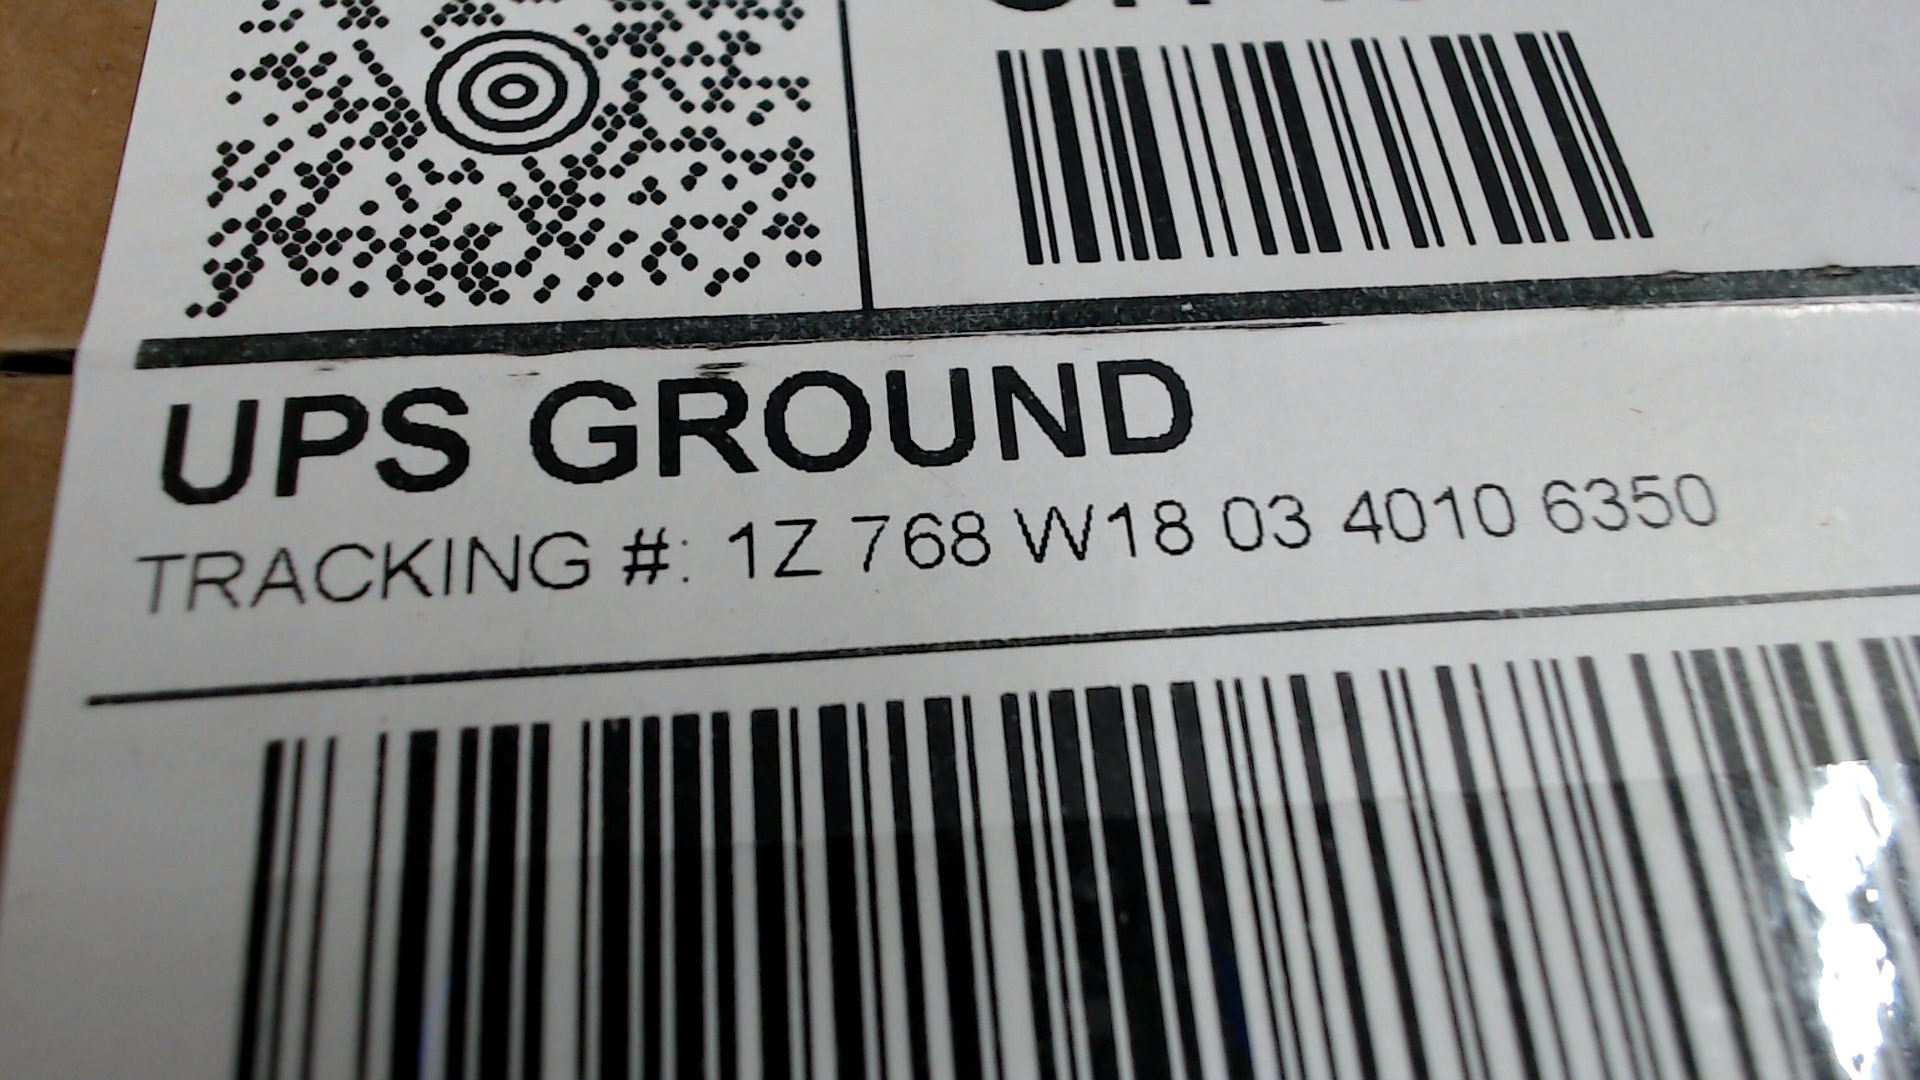 UPS GROUND
TRACKING #: 1Z 768 W18 03 4010 6350